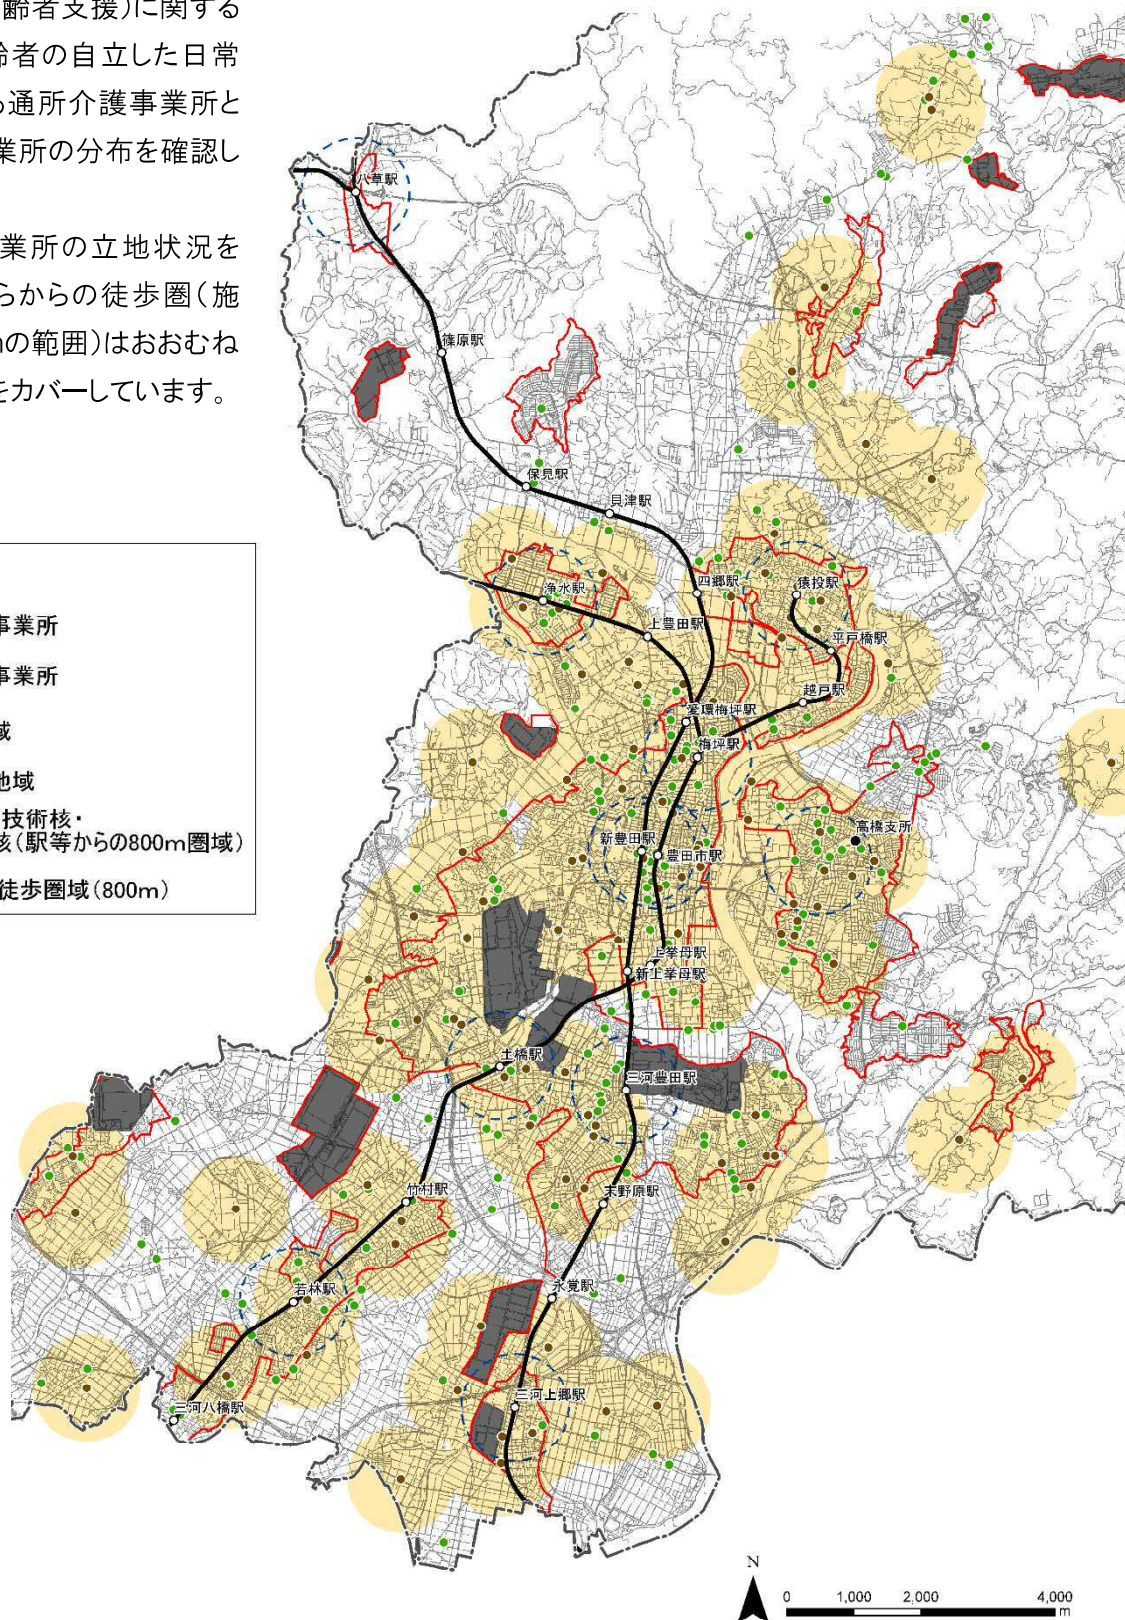 齢者支援）に関する
齢者の自立した日常
る通所介護事業所と
業所の分布を確認し
業所の立地状況を
らからの徒歩圏（施
mの範囲）はおおむね
をカバーしています。
事業所
事業所
域
地域
技術核・
核（駅等からの800m圏域）
徒歩圏域（800m）
八草駅
篠原駅
保見駅
貝津駅
四郷駅
猿投駅
浄水駅
上豊田駅
平戸橋駅
越戸駅
愛環梅坪駅
梅坪駅
高橋支所
新豊田駅
豊田市駅
上挙母駅
新上挙母駅
土橋駅
三河豊田駅
竹村駅
末野原駅
永覚駅
若林駅
三河上郷駅
三河八橋駅
N
0 1,000 2,000 4,000
m